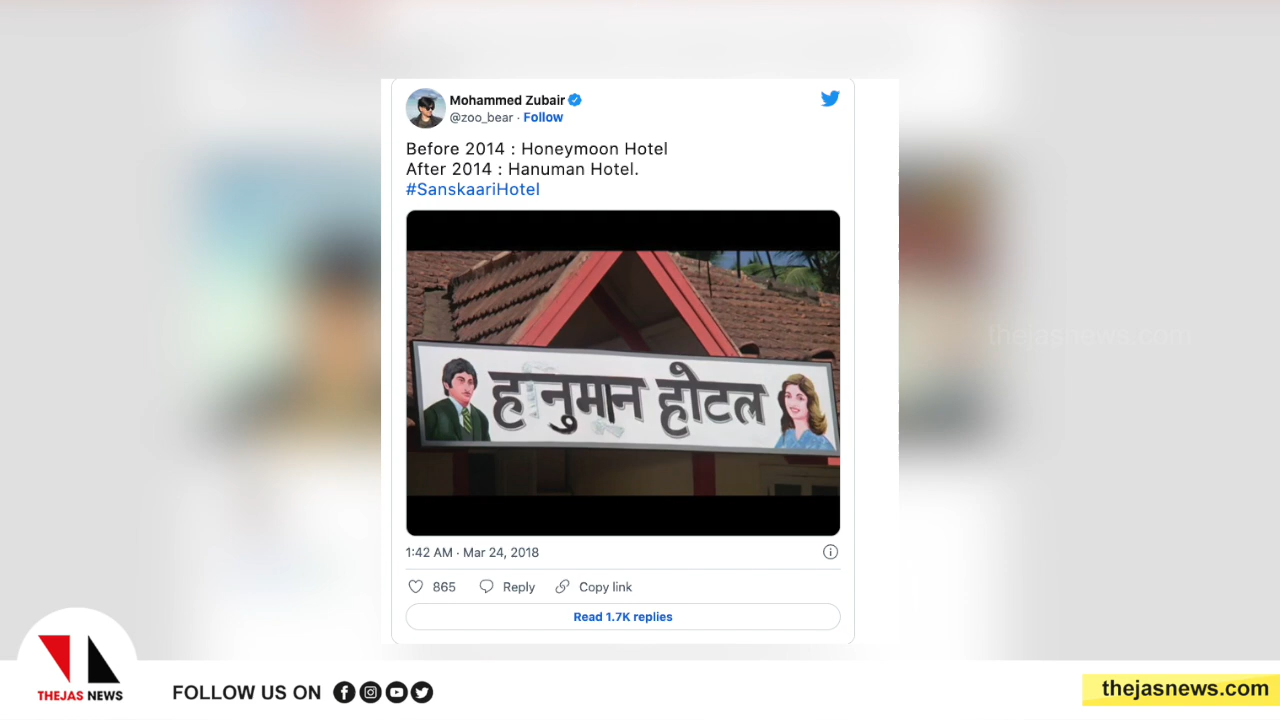 Mohammed Zubair
@zoo_bear · Follow
Before 2014 : Honeymoon Hotel
After 2014 : Hanuman Hotel.
#SanskaariHotel
thejasnews.com
हनुमान होटल
1:42 AM · Mar 24, 2018
865 Reply Copy link
Read 1.7K replies
THEJAS NEWS
FOLLOW US ON
thejasnews.com